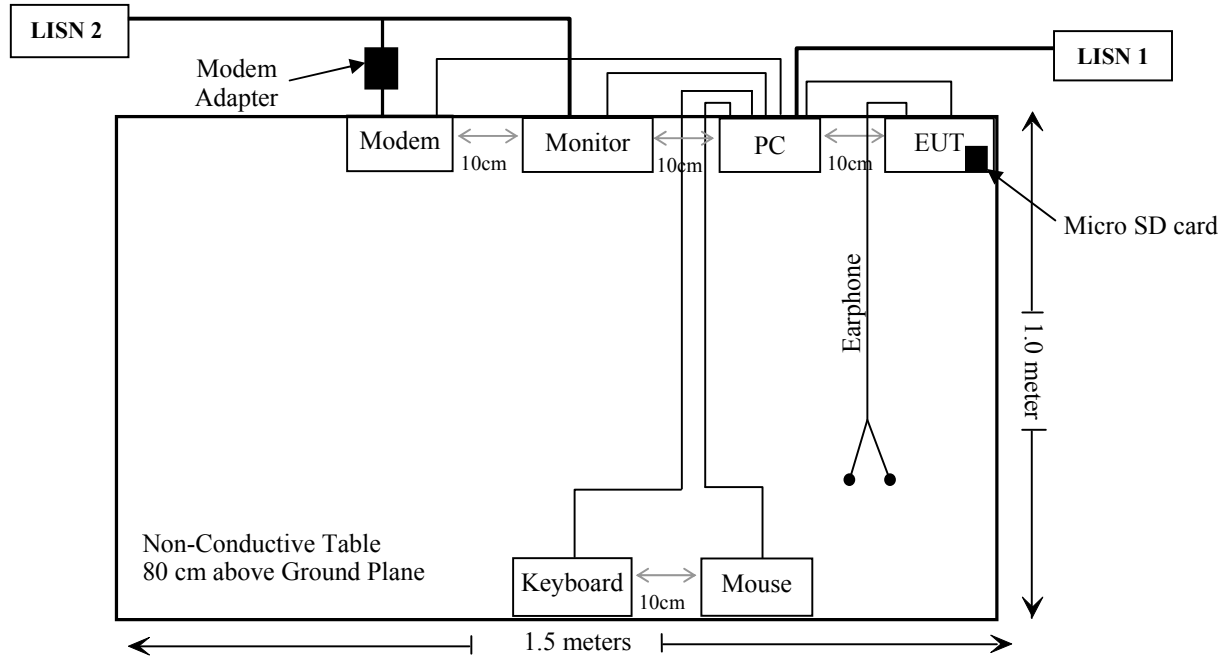 LISN 2
LISN 1
Modem
Adapter
Modem
10cm
Monitor
10cm
PC
10cm
EUT
Micro SD card
Earphone
1.0 meter
Non-Conductive Table
80 cm above Ground Plane
Keyboard
10cm
Mouse
1.5 meters